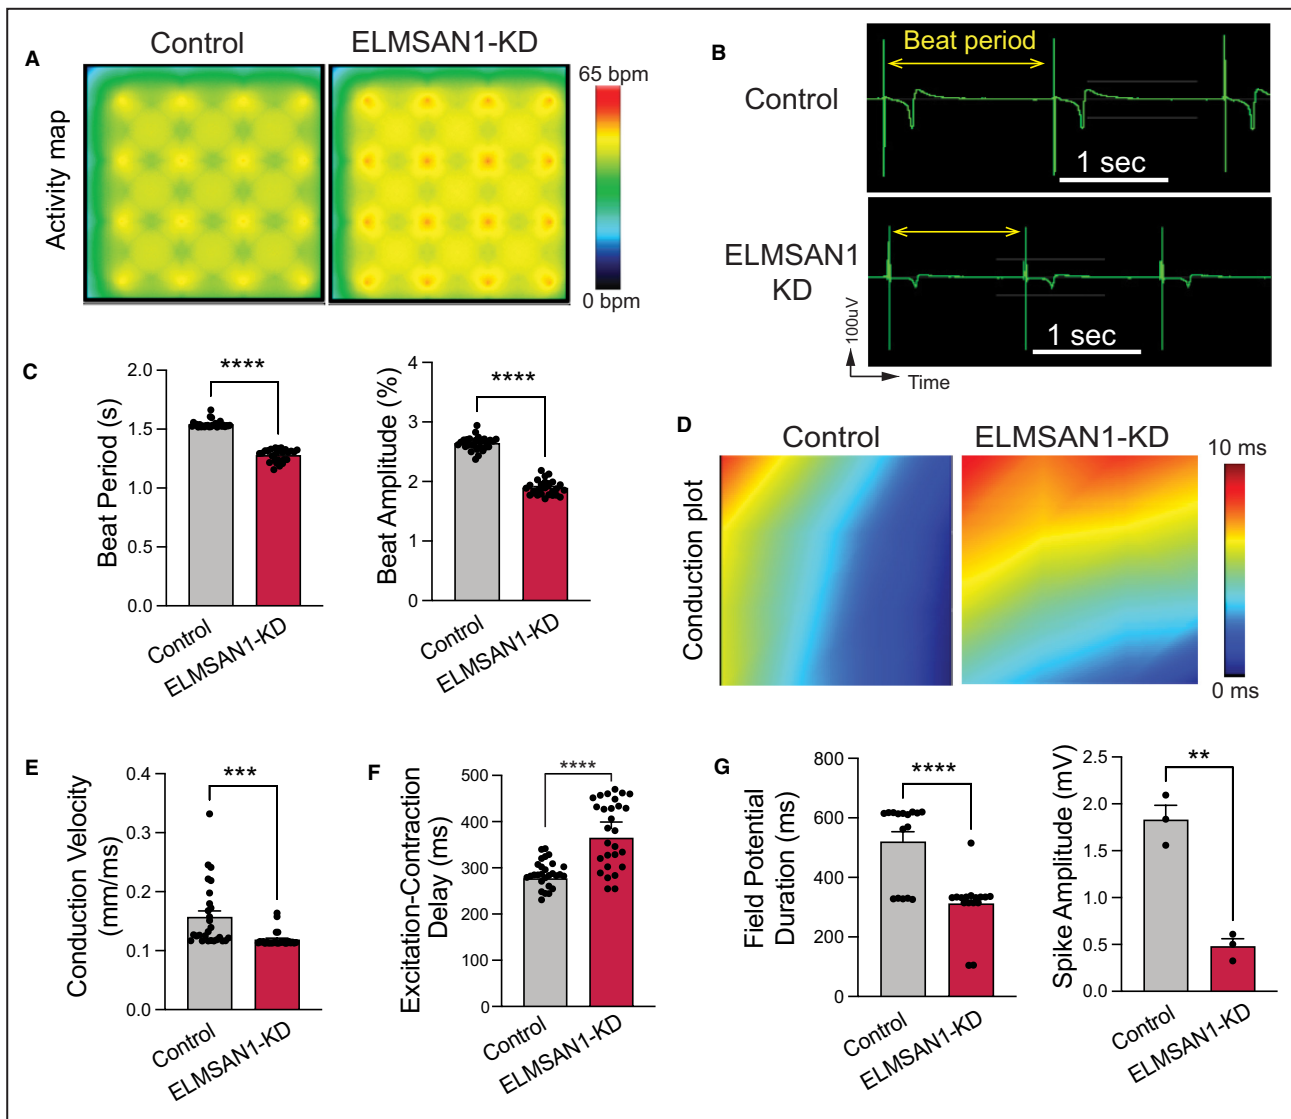 A
Control
ELMSAN1-KD
Activity map
65 bpm
0 bpm
B
Control
Beat period
1 sec
ELMSAN1
KD
1 sec
100uV
Time
C
Beat Period (s)
2.0
1.5
1.0
0.5
0.0
****
Control
ELMSAN1-KD
Beat Amplitude (%)
4
3
2
1
0
****
Control
ELMSAN1-KD
D
Control
ELMSAN1-KD
Conduction plot
10 ms
0 ms
E
Conduction Velocity
(mm/ms)
0.4
0.3
0.2
0.1
0.0
***
Control
ELMSAN1-KD
F
Excitation-Contraction
Delay (ms)
500
400
300
200
100
0
****
Control
ELMSAN1-KD
G
Field Potential
Duration (ms)
800
600
400
200
0
****
Control
ELMSAN1-KD
Spike Amplitude (mV)
2.5
2.0
1.5
1.0
0.5
0.0
**
Control
ELMSAN1-KD